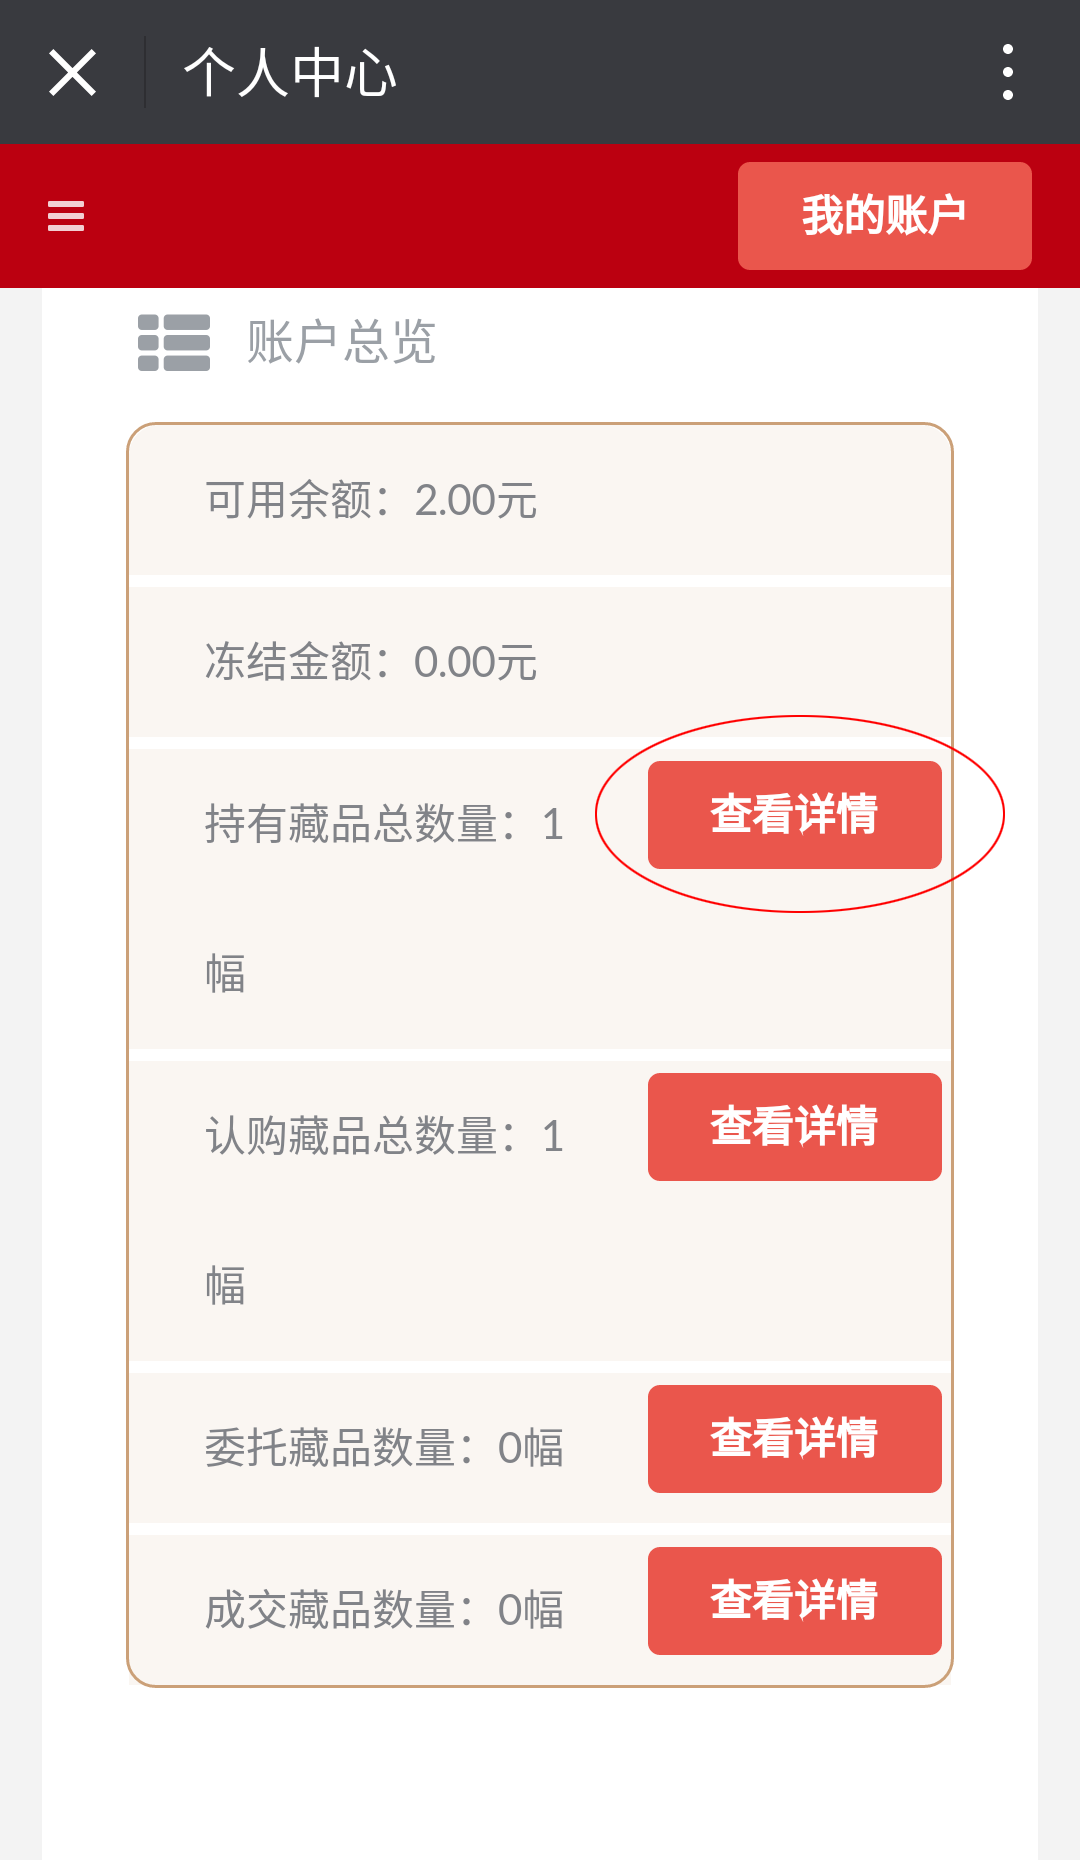 个人中心
我的账户
账户总览
可用余额：2.00元
冻结金额：0.00元
持有藏品总数量：1
查看详情
幅
认购藏品总数量：1
查看详情
幅
委托藏品数量：0幅
查看详情
成交藏品数量：0幅
查看详情